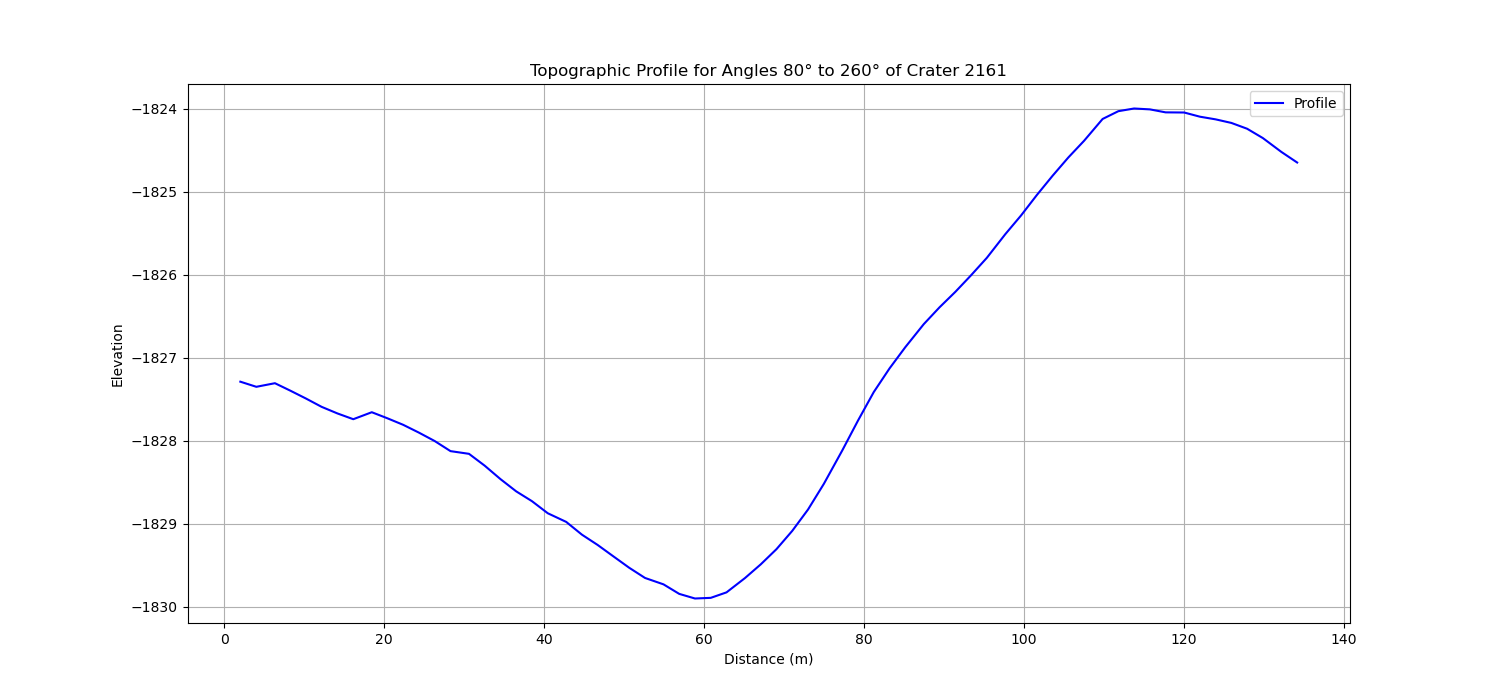 Topographic Profile for Angles 80° to 260° of Crater 2161
Profile
−1824
−1825
−1826
−1827
−1828
−1829
−1830
Elevation
0 20 40 60 80 100 120 140
Distance (m)